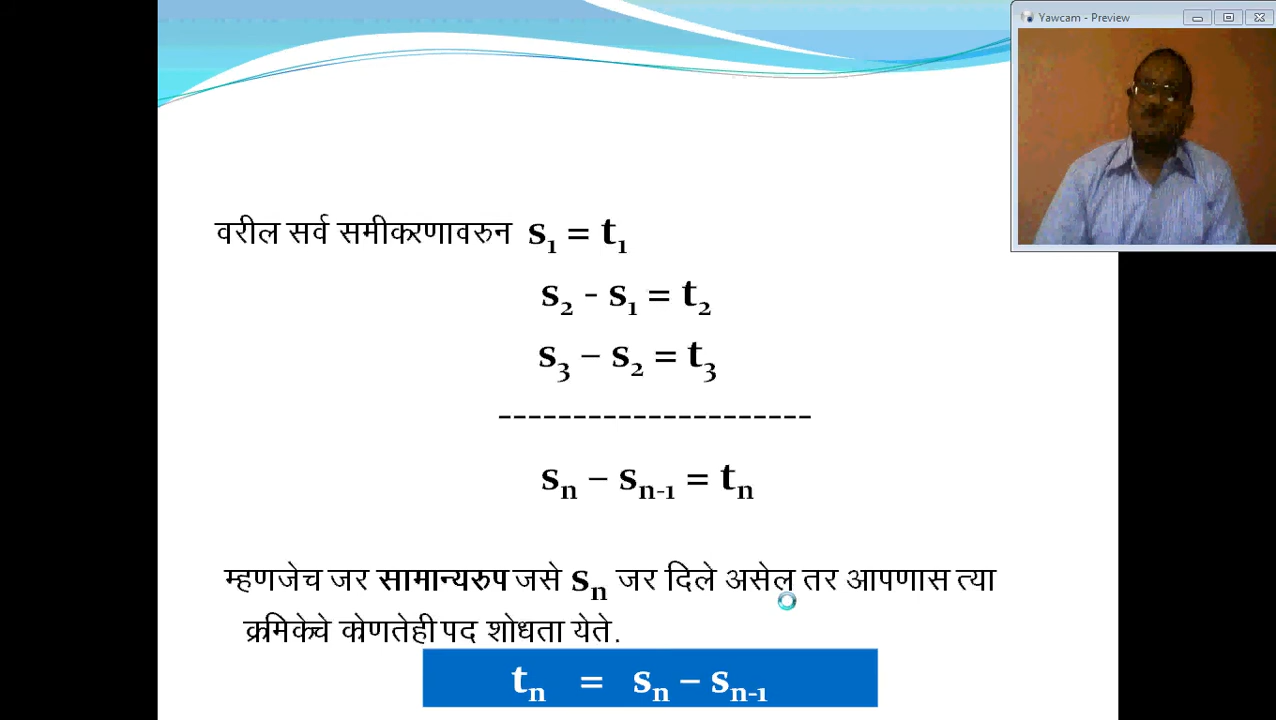 Yawcam - Preview
वरील सर्व समीकरणावरुन s₁ = t₁
s₂ - s₁ = t₂
s₃ – s₂ = t₃
---------------------
sₙ – sₙ₋₁ = tₙ
म्हणजेच जर सामान्यरुप जसे sₙ जर दिले असेल तर आपणास त्या
क्रमिकेचे कोणतेही पद शोधता येते.
tₙ = sₙ – sₙ₋₁